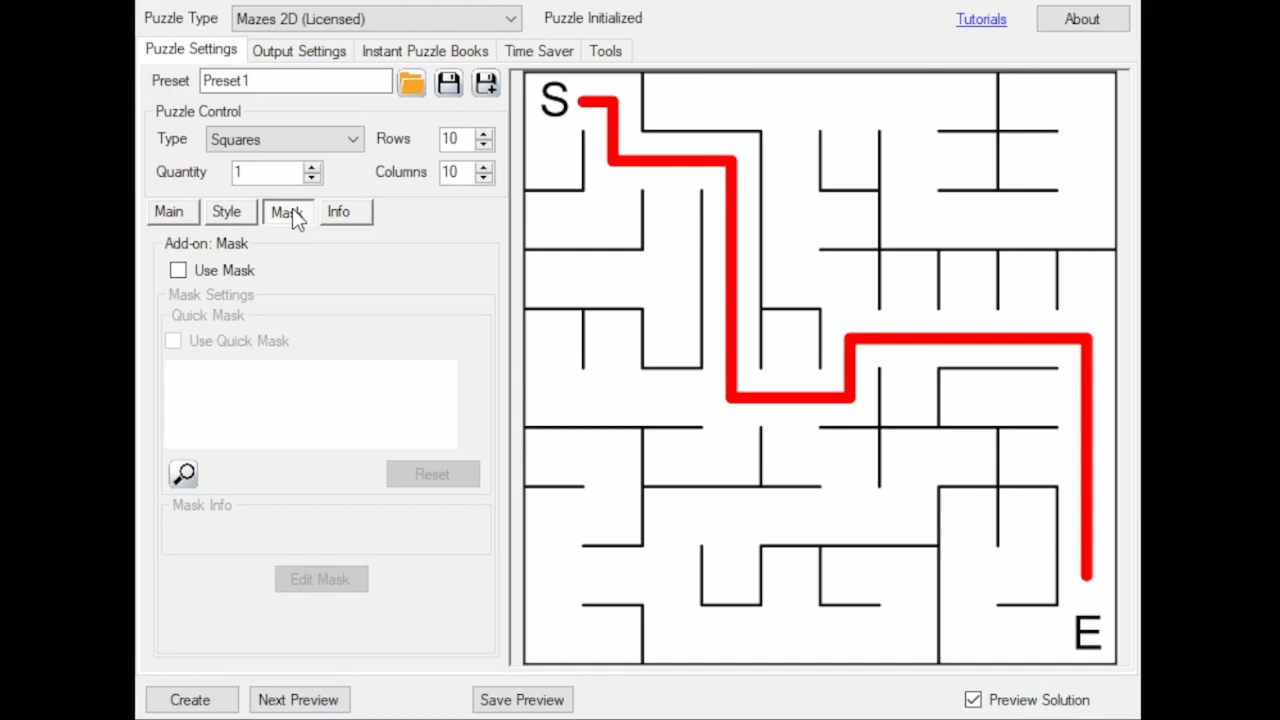 Puzzle Type Mazes 2D (Licensed) Puzzle Initialized Tutorials About
Puzzle Settings Output Settings Instant Puzzle Books Time Saver Tools
Preset Preset1
Puzzle Control
Type Squares Rows 10
Quantity 1 Columns 10
Main Style Info
Add-on: Mask
Use Mask
Mask Settings
Quick Mask
Use Quick Mask
Reset
Mask Info
Edit Mask
S
E
Create Next Preview Save Preview Preview Solution